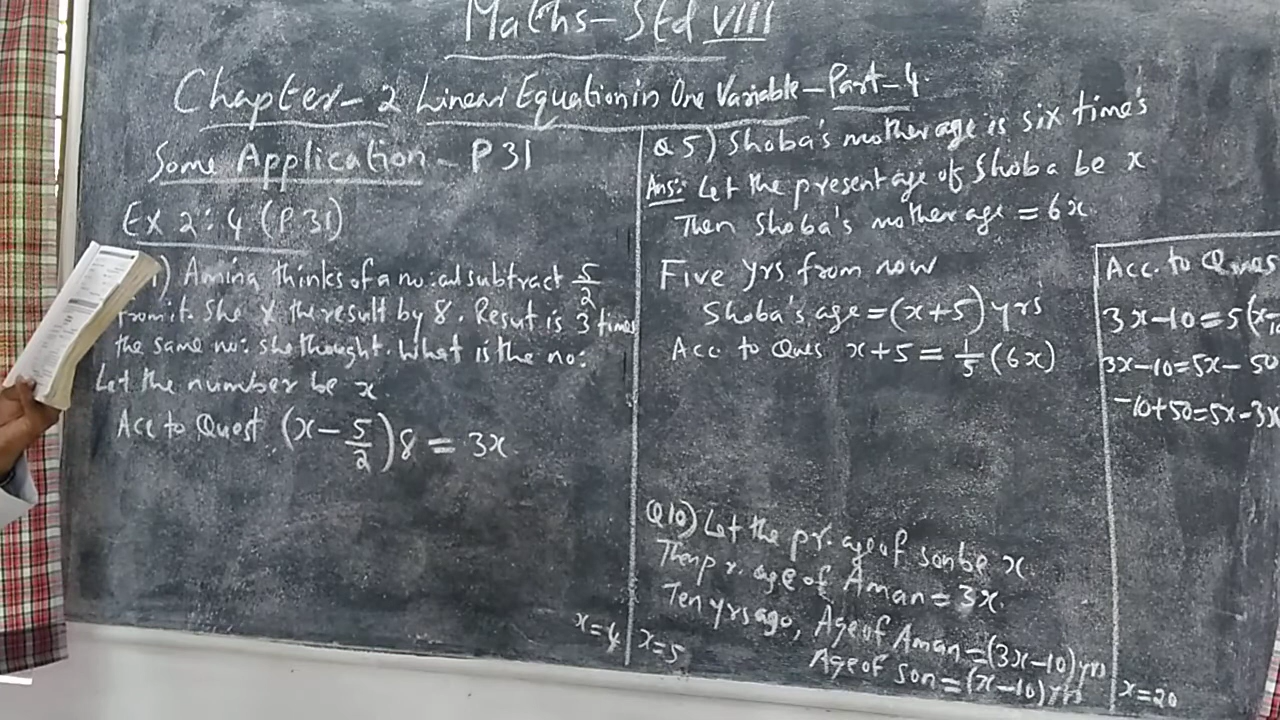 Maths - Std VIII
Chapter - 2 Linear Equation in One Variable - Part - 4
Some Application - P 31
Ex 2:4 (P31)
1) Amina thinks of a no: and subtract 5/2
from it. She X the result by 8. Resut is 3 times
the same no: she thought. What is the no:
Let the number be x
Acc to Quest (x - 5/2)8 = 3x
x=4
Q 5) Shoba's mother age is six times
Ans: Let the present age of Shoba be x
Then Shoba's mother age = 6x
Five yrs from now
Shoba's age = (x+5) yrs
Acc to Ques x+5 = 1/5 (6x)
x=5
Q10) Let the pr. age of son be x
Then pr. age of Aman = 3x
Ten yrs ago, Age of Aman = (3x-10) yrs
Age of son = (x-10) yrs
Acc. to Ques
3x-10=5(x-10
3x-10=5x-50
-10+50=5x-3x
x=20